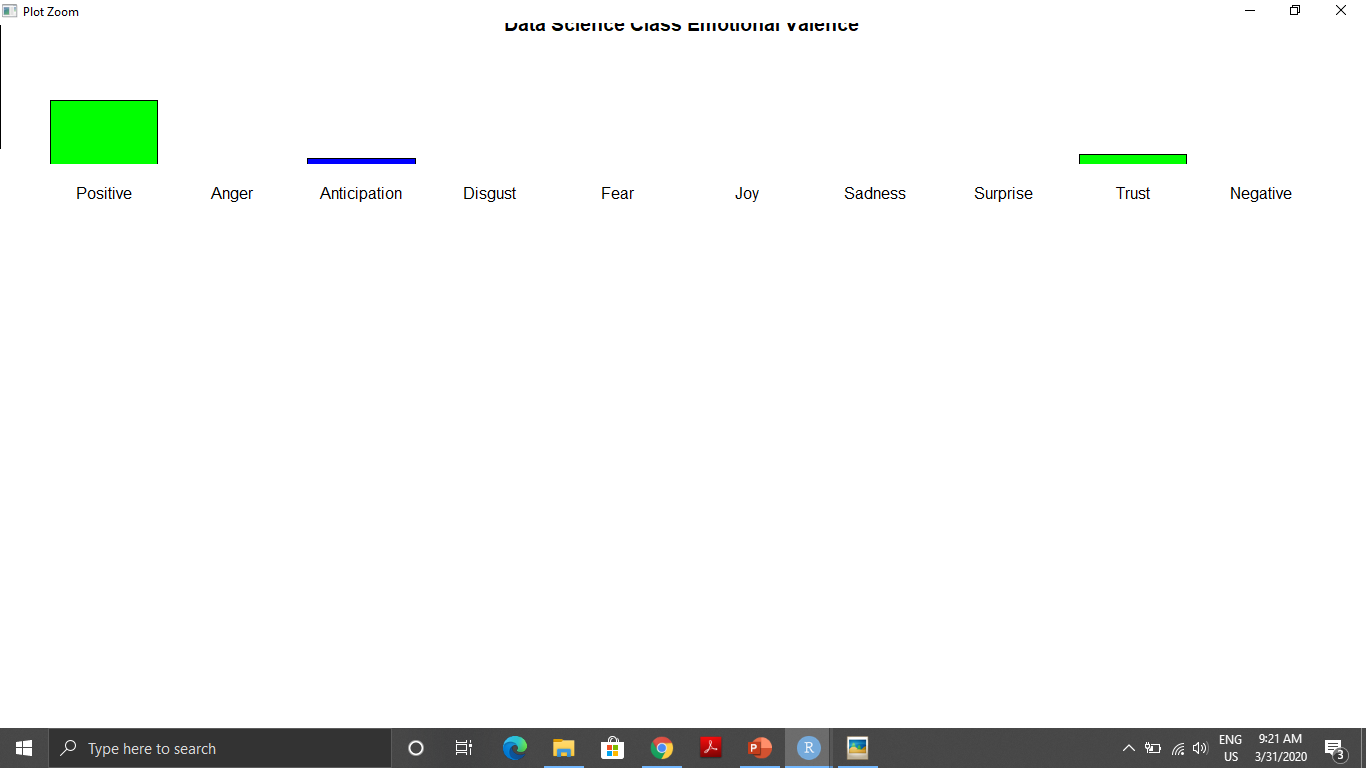 Plot Zoom
Data Science Class Emotional Valence
Positive Anger Anticipation Disgust Fear Joy Sadness Surprise Trust Negative
Type here to search
ENG
US
9:21 AM
3/31/2020
3